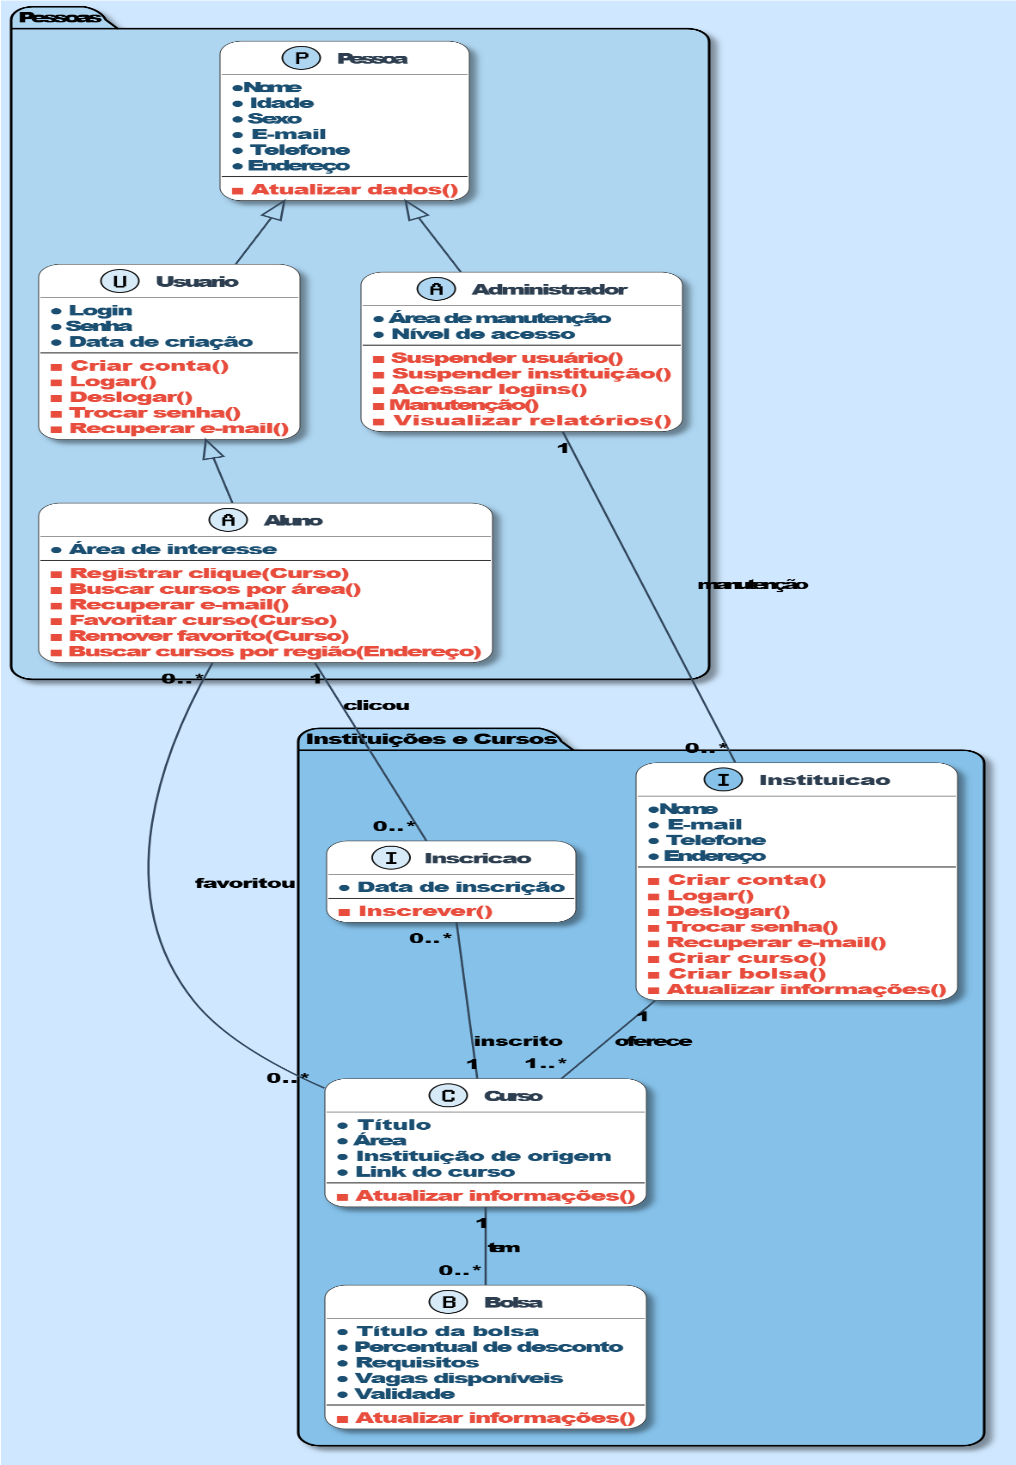 Pessoas
P Pessoa
Nome
Idade
Sexo
E-mail
Telefone
Endereço
Atualizar dados()
U Usuario
Login
Senha
Data de criação
Criar conta()
Logar()
Deslogar()
Trocar senha()
Recuperar e-mail()
A Administrador
Área de manutenção
Nível de acesso
Suspender usuário()
Suspender instituição()
Acessar logins()
Manutenção()
Visualizar relatórios()
1
A Aluno
Área de interesse
Registrar clique(Curso)
Buscar cursos por área()
Recuperar e-mail()
Favoritar curso(Curso)
Remover favorito(Curso)
Buscar cursos por região(Endereço)
manutenção
0..*
1
clicou
Instituições e Cursos
0..*
I Instituicao
Nome
E-mail
Telefone
Endereço
Criar conta()
Logar()
Deslogar()
Trocar senha()
Recuperar e-mail()
Criar curso()
Criar bolsa()
Atualizar informações()
0..*
I Inscricao
Data de inscrição
Inscrever()
favoritou
0..*
1
inscrito
oferece
1
1..*
0..*
C Curso
Título
Área
Instituição de origem
Link do curso
Atualizar informações()
1
tem
0..*
B Bolsa
Título da bolsa
Percentual de desconto
Requisitos
Vagas disponíveis
Validade
Atualizar informações()